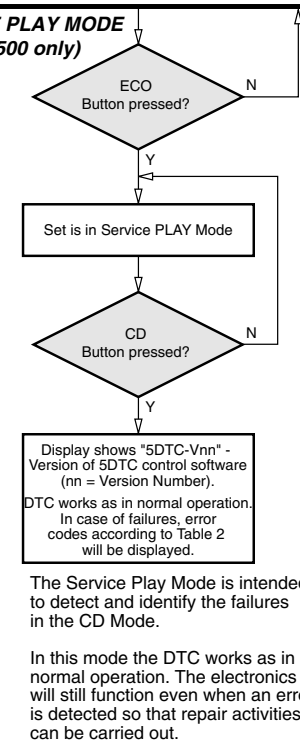 PLAY MODE
500 only)
ECO
Button pressed?
N
Y
Set is in Service PLAY Mode
CD
Button pressed?
N
Y
Display shows "5DTC-Vnn" -
Version of 5DTC control software
(nn = Version Number).
DTC works as in normal operation.
In case of failures, error
codes according to Table 2
will be displayed.
The Service Play Mode is intended
to detect and identify the failures
in the CD Mode.
In this mode the DTC works as in
normal operation. The electronics
will still function even when an err
is detected so that repair activities
can be carried out.